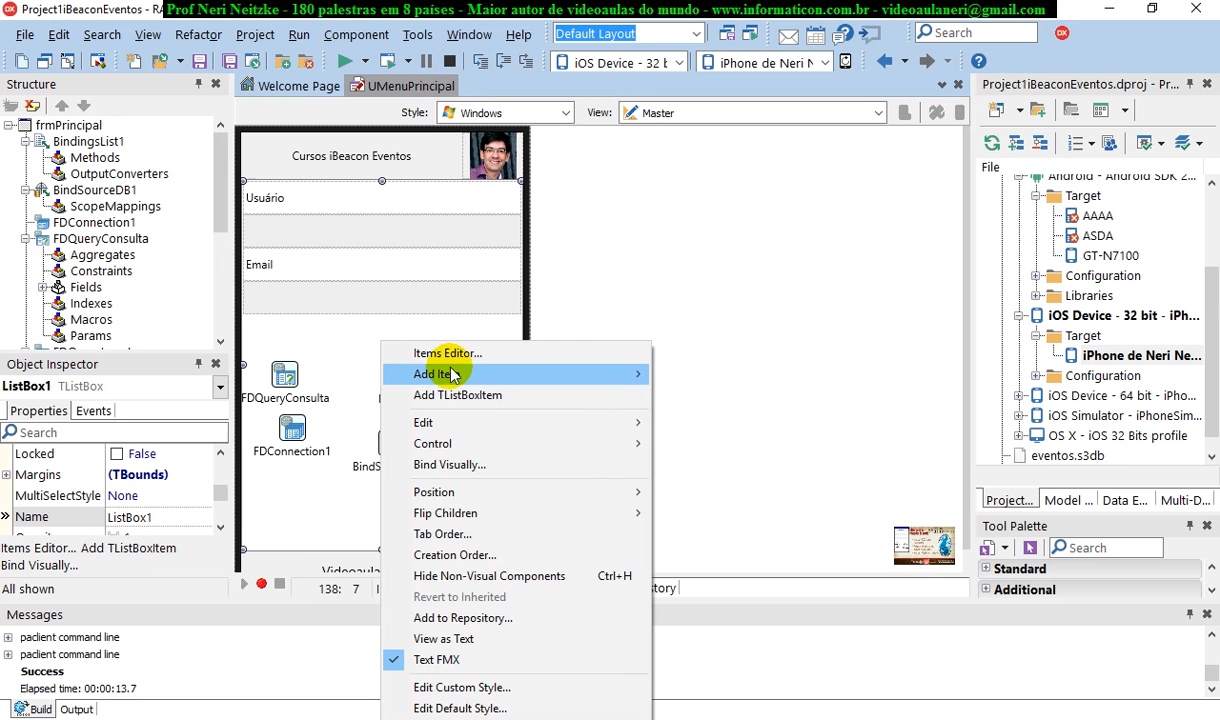 Project1iBeaconEventos - RA
Prof Neri Neitzke - 180 palestras em 8 países - Maior autor de videoaulas do mundo - www.informaticon.com.br - videoaulaneri@gmail.com
File Edit Search View Refactor Project Run Component Tools Window Help
Default Layout
Search
iOS Device - 32 b
iPhone de Neri N
Structure
Welcome Page
UMenuPrincipal
Project1iBeaconEventos.dproj - Pr...
Style: Windows View: Master
frmPrincipal
BindingsList1
Methods
OutputConverters
BindSourceDB1
ScopeMappings
FDConnection1
FDQueryConsulta
Aggregates
Constraints
Fields
Indexes
Macros
Params
Cursos iBeacon Eventos
Usuário
Email
FDQueryConsulta
FDConnection1
BindS
Videoaula
Items Editor...
Add Ite
Add TListBoxItem
Edit
Control
Bind Visually...
Position
Flip Children
Tab Order...
Creation Order...
Hide Non-Visual Components Ctrl+H
Revert to Inherited
Add to Repository...
View as Text
Text FMX
Edit Custom Style...
Edit Default Style...
File
Android - Android SDK 2...
Target
AAAA
ASDA
GT-N7100
Configuration
Libraries
iOS Device - 32 bit - iPh...
Target
iPhone de Neri Ne...
Configuration
iOS Device - 64 bit - iPho...
iOS Simulator - iPhoneSim...
OS X - iOS 32 Bits profile
eventos.s3db
Project... Model ... Data E... Multi-D...
Tool Palette
Search
Standard
Additional
Object Inspector
ListBox1 TListBox
Properties Events
Search
Locked False
Margins (TBounds)
MultiSelectStyle None
Name ListBox1
Items Editor... Add TListBoxItem
Bind Visually...
All shown
138: 7
story
Messages
paclient command line
paclient command line
Success
Elapsed time: 00:00:13.7
Build Output